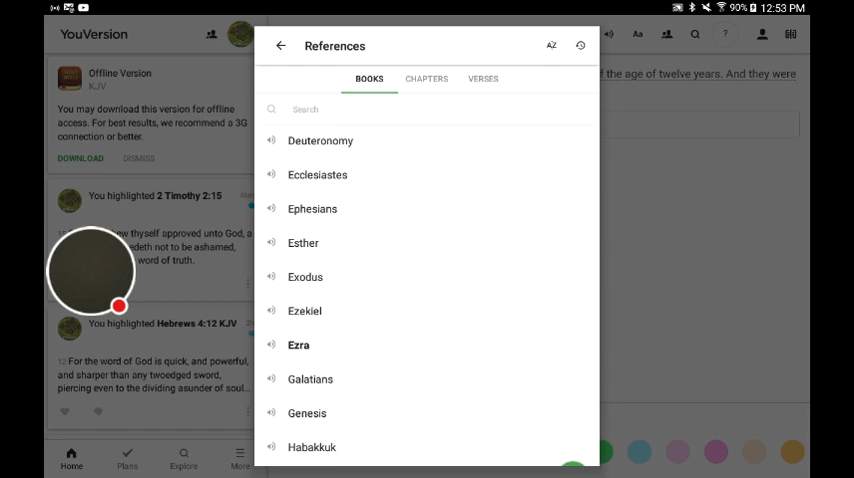 90% 12:53 PM
YouVersion
Offline Version
KJV
You may download this version for offline
access. For best results, we recommend a 3G
connection or better.
DOWNLOAD DISMISS
You highlighted 2 Timothy 2:15
thyself approved unto God, a
not to be ashamed,
word of truth.
You highlighted Hebrews 4:12 KJV
12 For the word of God is quick, and powerful,
and sharper than any twoedged sword,
piercing even to the dividing asunder of soul...
Home Plans Explore More
References
AZ
BOOKS CHAPTERS VERSES
Search
Deuteronomy
Ecclesiastes
Ephesians
Esther
Exodus
Ezekiel
Ezra
Galatians
Genesis
Habakkuk
Aa ?
the age of twelve years. And they were